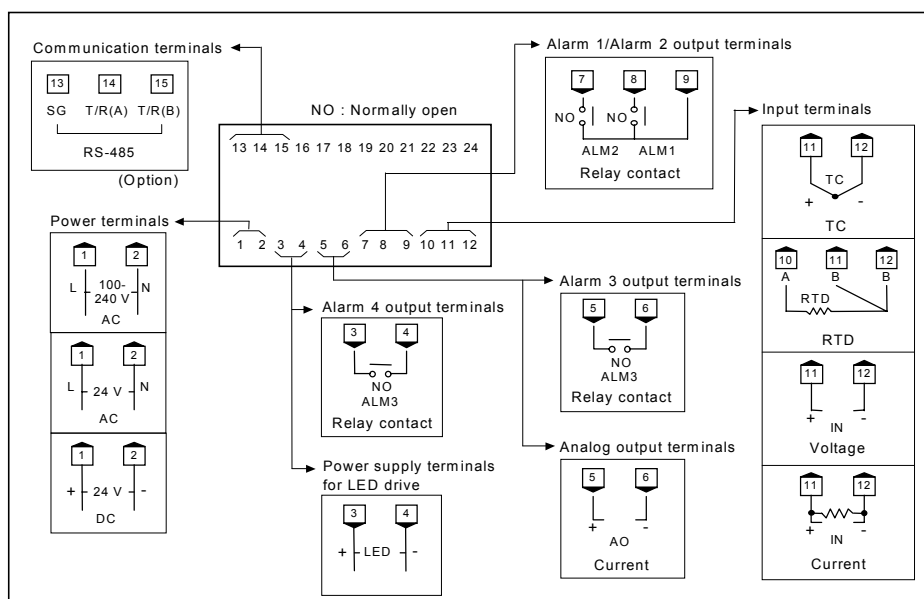 Communication terminals
13 14 15
SG T/R(A) T/R(B)
RS-485
(Option)
NO : Normally open
13 14 15 16 17 18 19 20 21 22 23 24
1 2 3 4 5 6 7 8 9 10 11 12
Alarm 1/Alarm 2 output terminals
7 8 9
NO NO
ALM2 ALM1
Relay contact
Input terminals
11 12
TC
+ -
TC
10 11 12
A B B
RTD
RTD
11 12
+ -
IN
Voltage
11 12
+ -
IN
Current
Power terminals
1 2
L 100-
240 V N
AC
1 2
L 24 V N
AC
1 2
+ 24 V -
DC
Alarm 4 output terminals
3 4
NO
ALM3
Relay contact
Alarm 3 output terminals
5 6
NO
ALM3
Relay contact
Power supply terminals
for LED drive
3 4
+ LED -
Analog output terminals
5 6
+ -
AO
Current